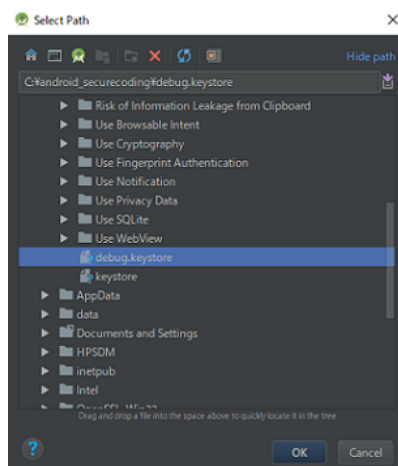 Select Path
Hide path
C:¥android_securecoding¥debug.keystore
Risk of Information Leakage from Clipboard
Use Browsable Intent
Use Cryptography
Use Fingerprint Authentication
Use Notification
Use Privacy Data
Use SQLite
Use WebView
debug.keystore
keystore
AppData
data
Documents and Settings
HPSDM
inetpub
Intel
OpenSSL-Win32
Drag and drop a file into the space above to quickly locate it in the tree
?
OK
Cancel